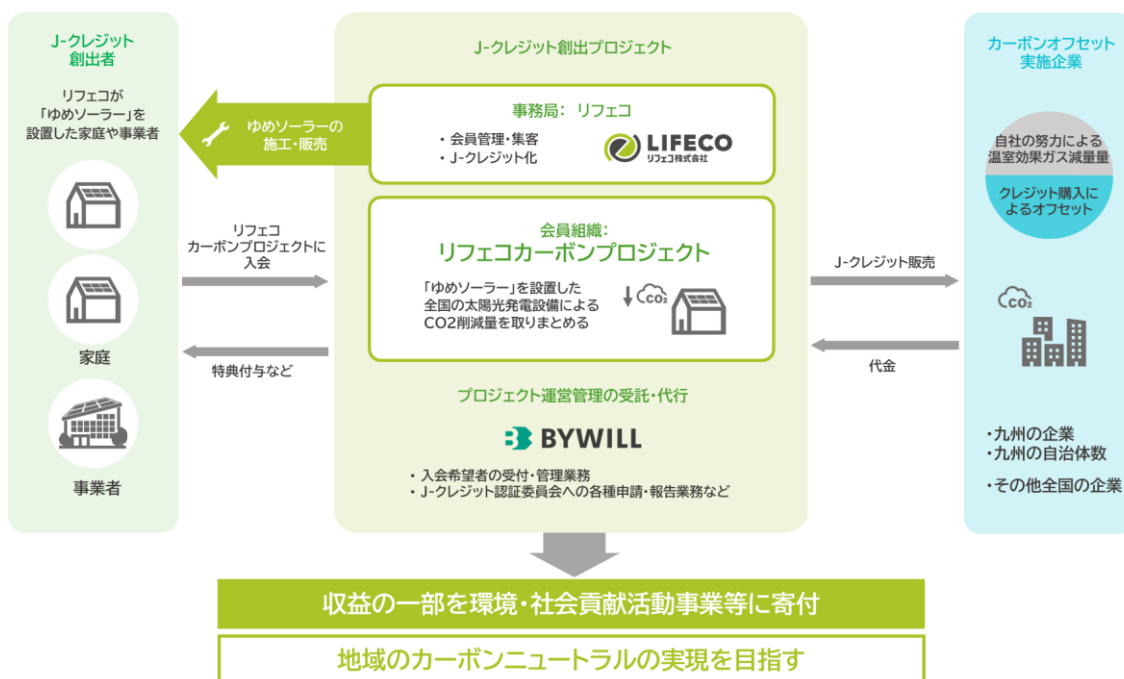 J-クレジット
創出者
リフェコが
「ゆめソーラー」を
設置した家庭や事業者
家庭
事業者
ゆめソーラーの
施工・販売
リフェコ
カーボンプロジェクトに
入会
特典付与など
J-クレジット創出プロジェクト
事務局： リフェコ
・会員管理・集客
・J-クレジット化
LIFECO
リフェコ株式会社
会員組織：
リフェコカーボンプロジェクト
「ゆめソーラー」を設置した
全国の太陽光発電設備による
CO2削減量を取りまとめる
CO2
プロジェクト運営管理の受託・代行
BYWILL
・入会希望者の受付・管理業務
・J-クレジット認証委員会への各種申請・報告業務など
J-クレジット販売
代金
カーボンオフセット
実施企業
自社の努力による
温室効果ガス減量量
クレジット購入に
よるオフセット
CO2
・九州の企業
・九州の自治体数
・その他全国の企業
収益の一部を環境・社会貢献活動事業等に寄付
地域のカーボンニュートラルの実現を目指す